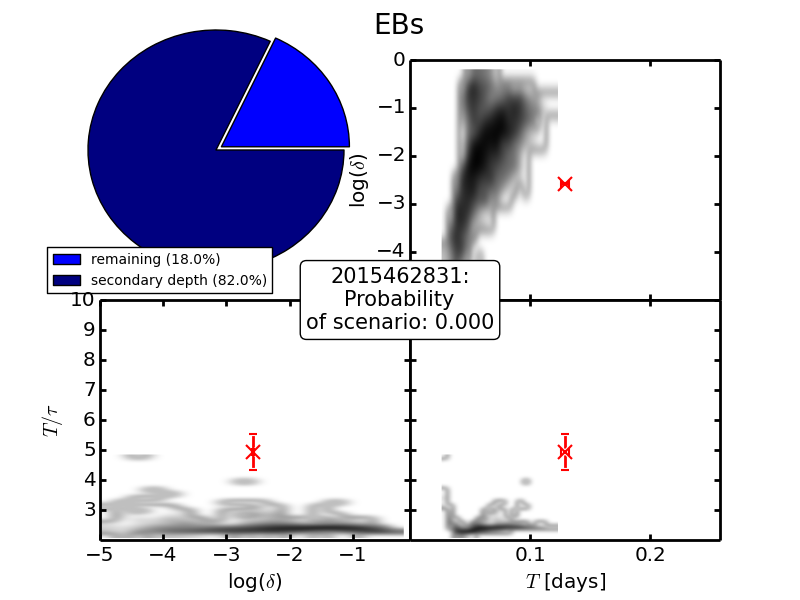 EBs
0
−1
−2
−3
−4
log(δ)
remaining (18.0%)
secondary depth (82.0%)
2015462831:
Probability
of scenario: 0.000
10
9
8
7
6
5
4
3
T/τ
−5 −4 −3 −2 −1
log(δ)
0.1 0.2
T [days]